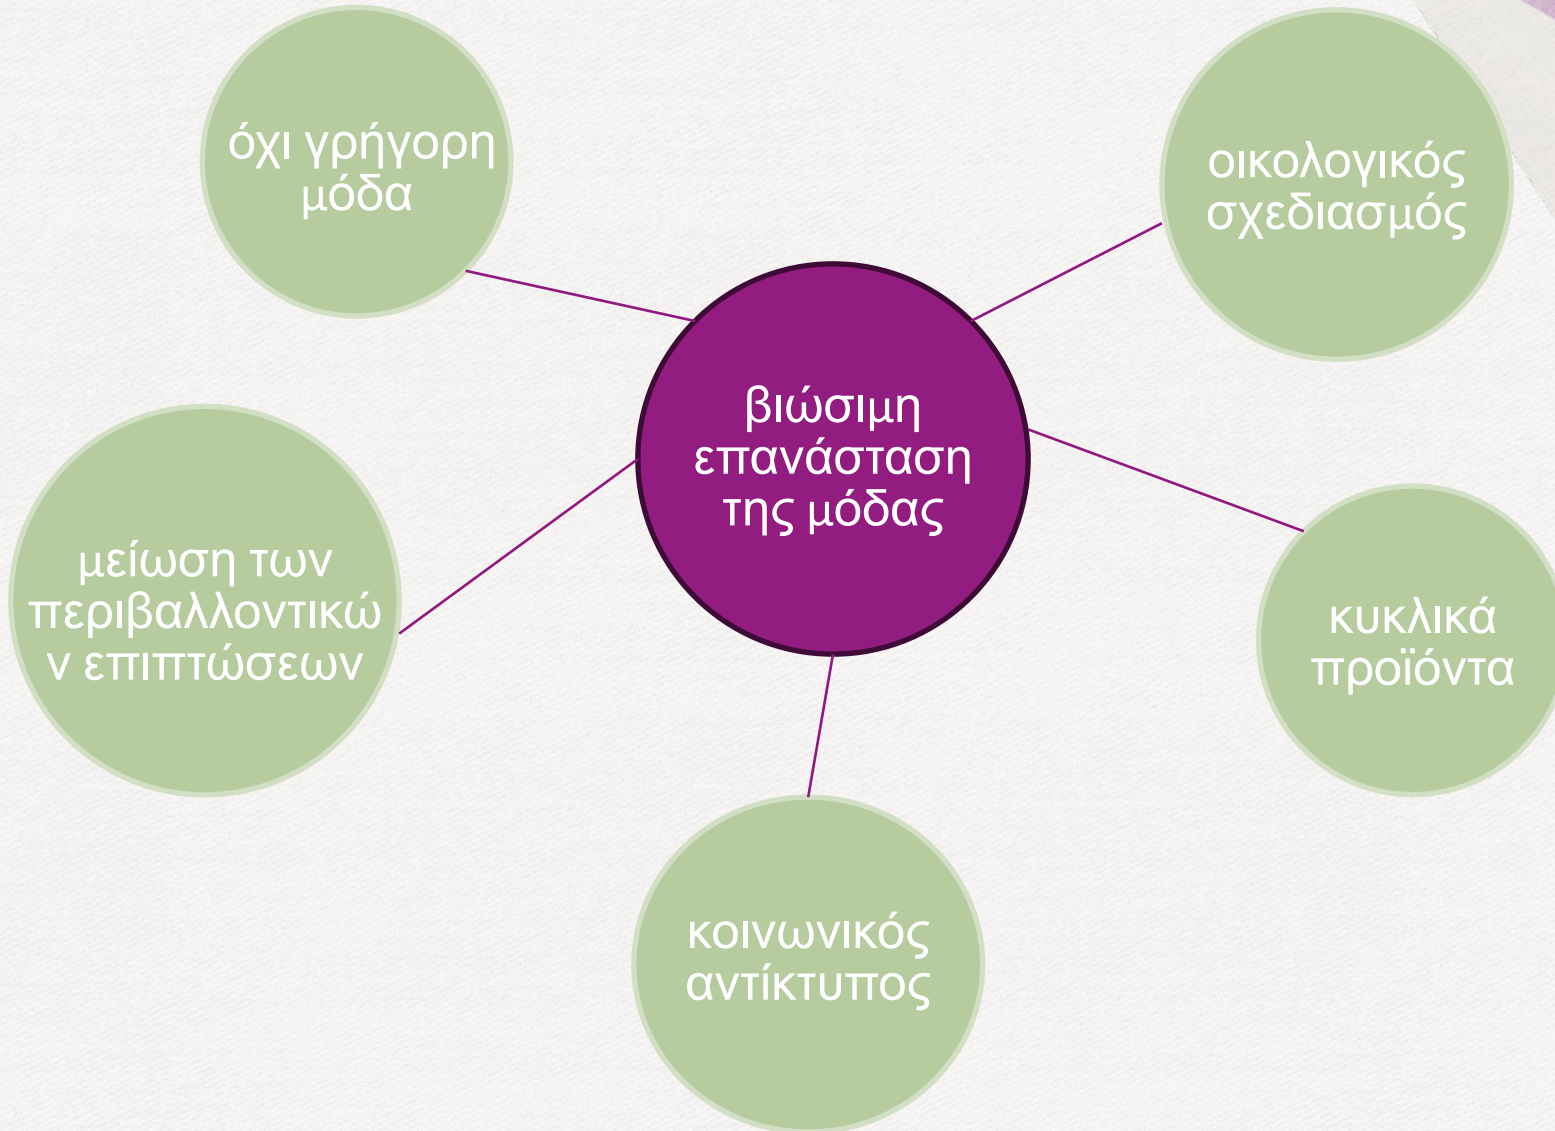 όχι γρήγορη
μόδα
οικολογικός
σχεδιασμός
βιώσιμη
επανάσταση
της μόδας
μείωση των
περιβαλλοντικώ
ν επιπτώσεων
κυκλικά
προϊόντα
κοινωνικός
αντίκτυπος